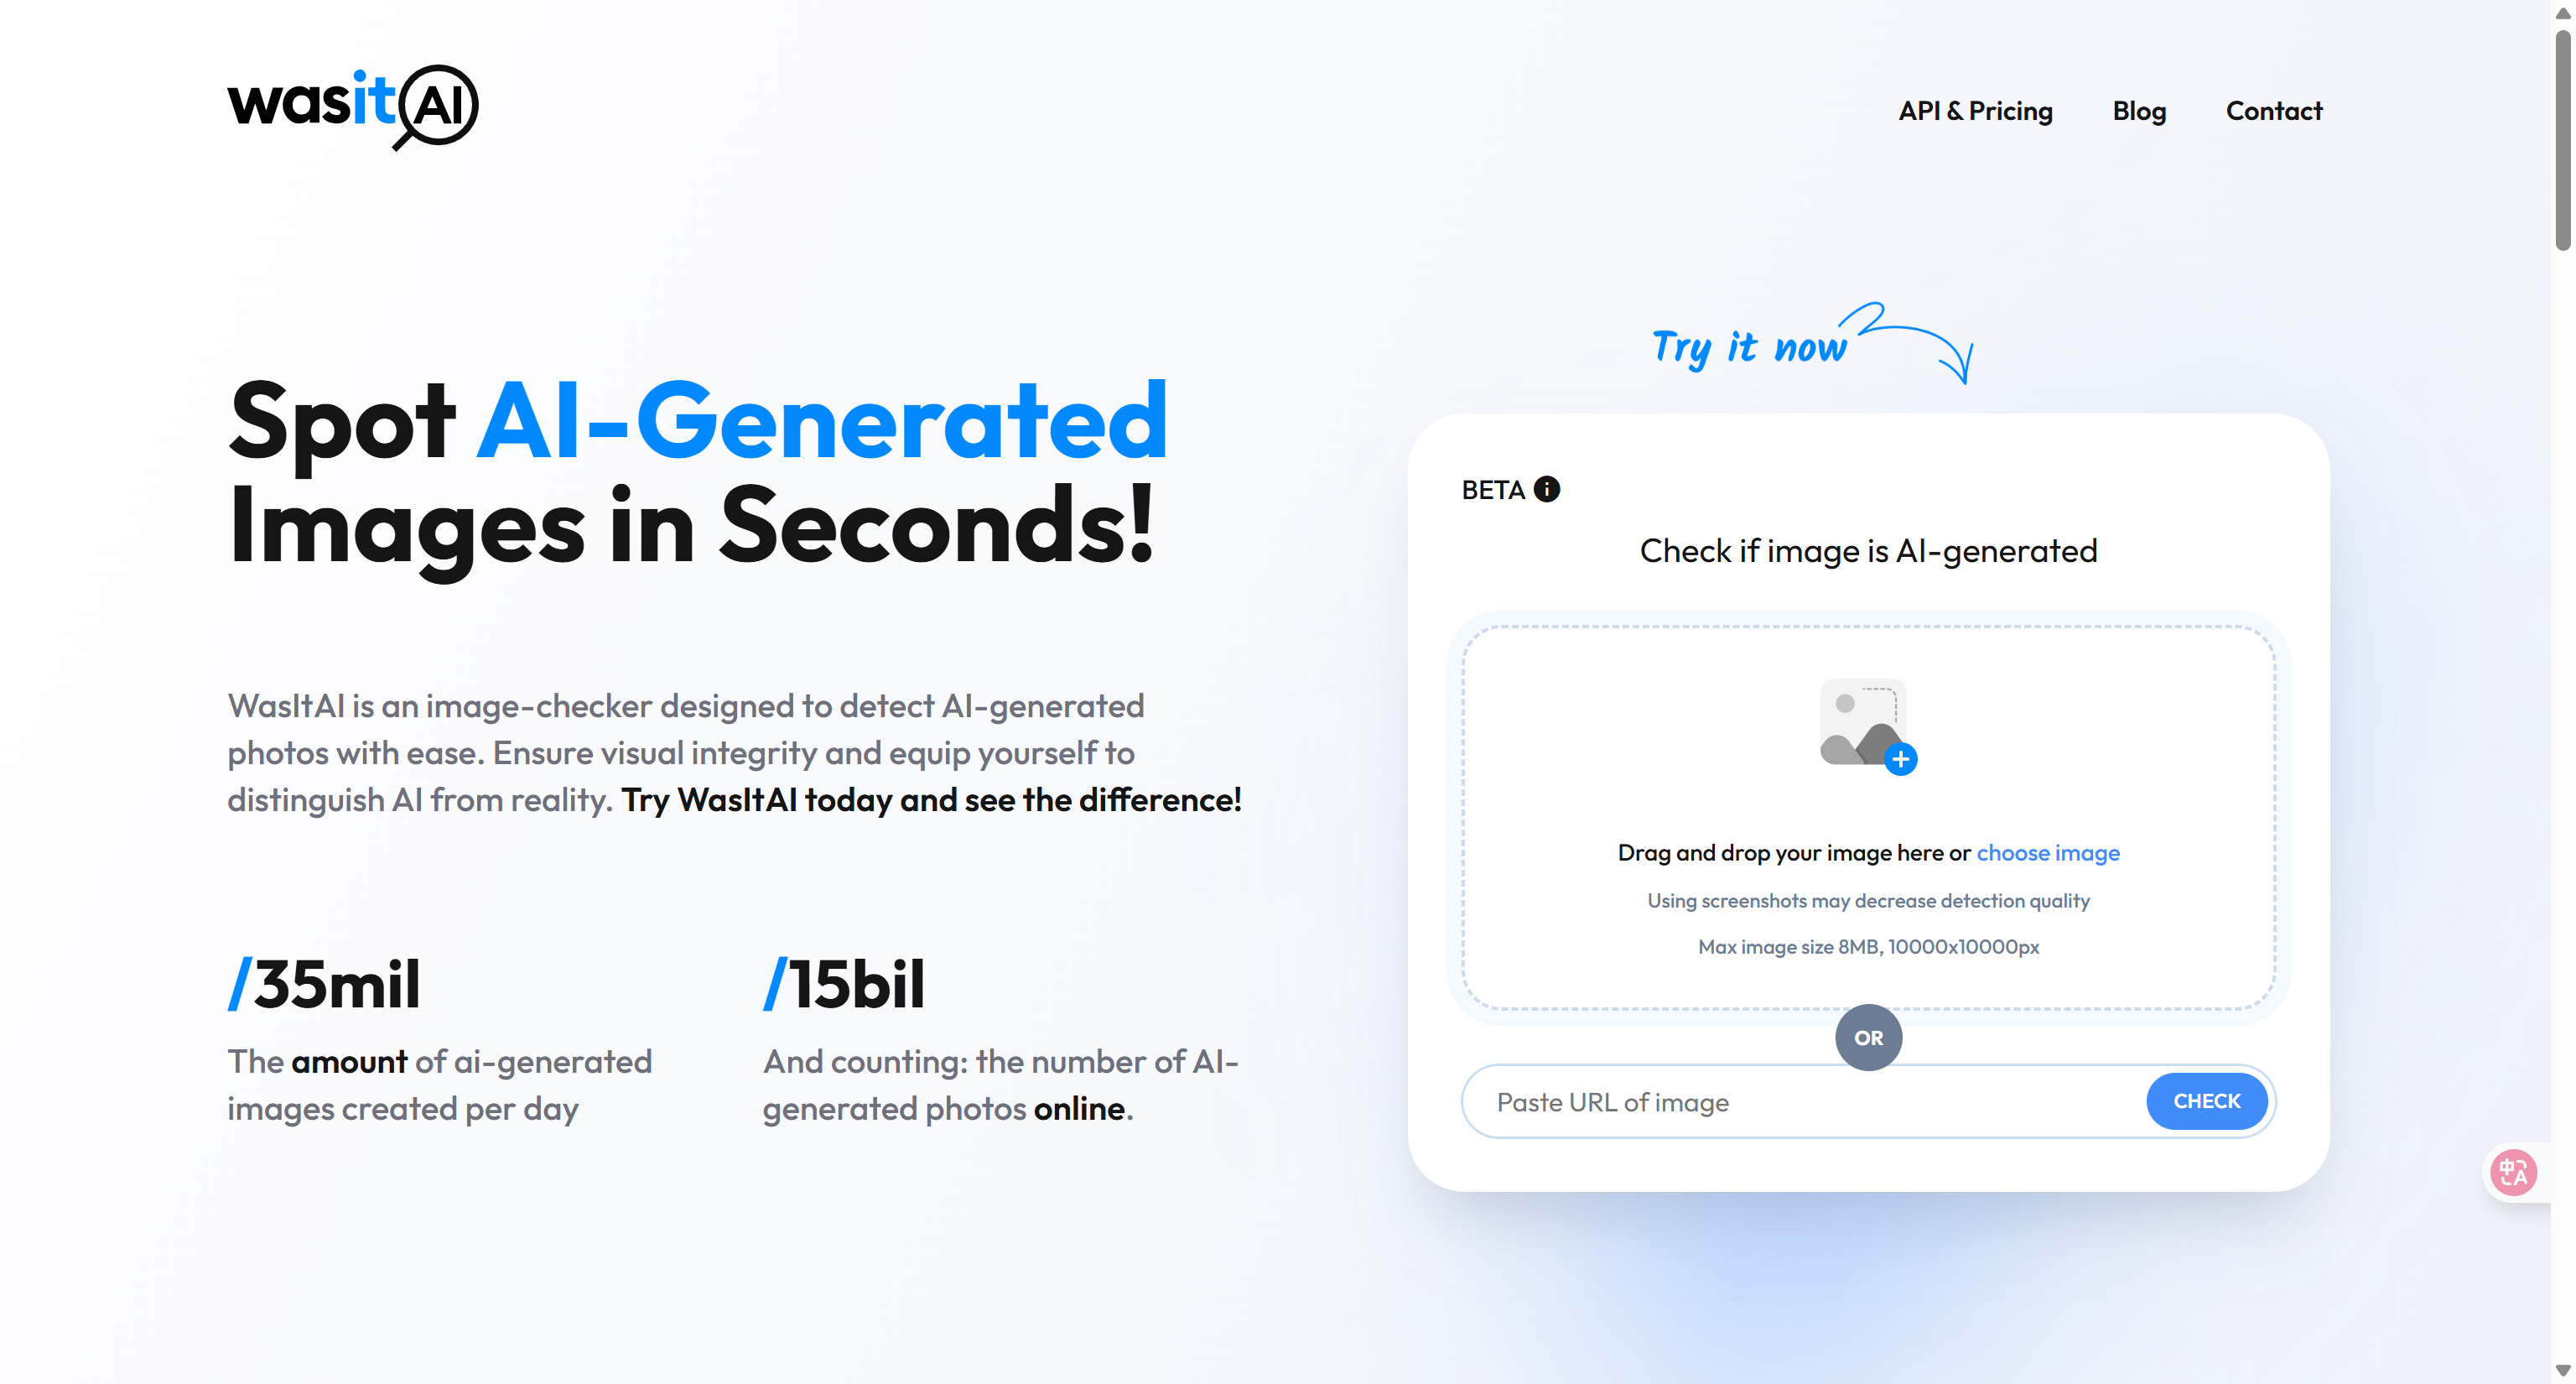 wasitAI
API & Pricing
Blog
Contact
Spot AI-Generated
Images in Seconds!
WasItAI is an image-checker designed to detect AI-generated
photos with ease. Ensure visual integrity and equip yourself to
distinguish AI from reality. Try WasItAI today and see the difference!
/35mil
The amount of ai-generated
images created per day
/15bil
And counting: the number of AI-
generated photos online.
Try it now
BETA i
Check if image is AI-generated
Drag and drop your image here or choose image
Using screenshots may decrease detection quality
Max image size 8MB, 10000x10000px
OR
Paste URL of image
CHECK
中A